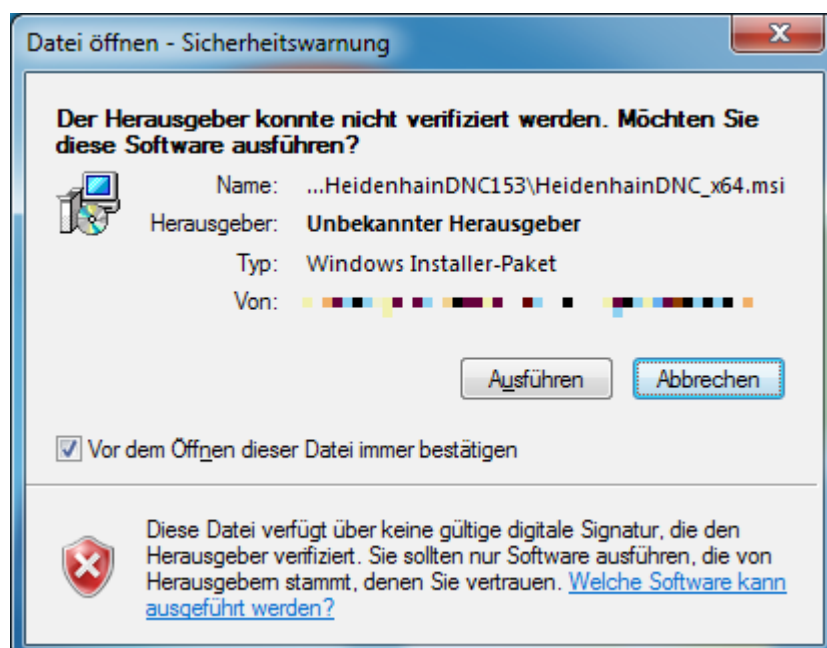 Datei öffnen - Sicherheitswarnung
Der Herausgeber konnte nicht verifiziert werden. Möchten Sie
diese Software ausführen?
Name: ...HeidenhainDNC153\HeidenhainDNC_x64.msi
Herausgeber: Unbekannter Herausgeber
Typ: Windows Installer-Paket
Von:
Ausführen Abbrechen
Vor dem Öffnen dieser Datei immer bestätigen
Diese Datei verfügt über keine gültige digitale Signatur, die den
Herausgeber verifiziert. Sie sollten nur Software ausführen, die von
Herausgebern stammt, denen Sie vertrauen. Welche Software kann
ausgeführt werden?